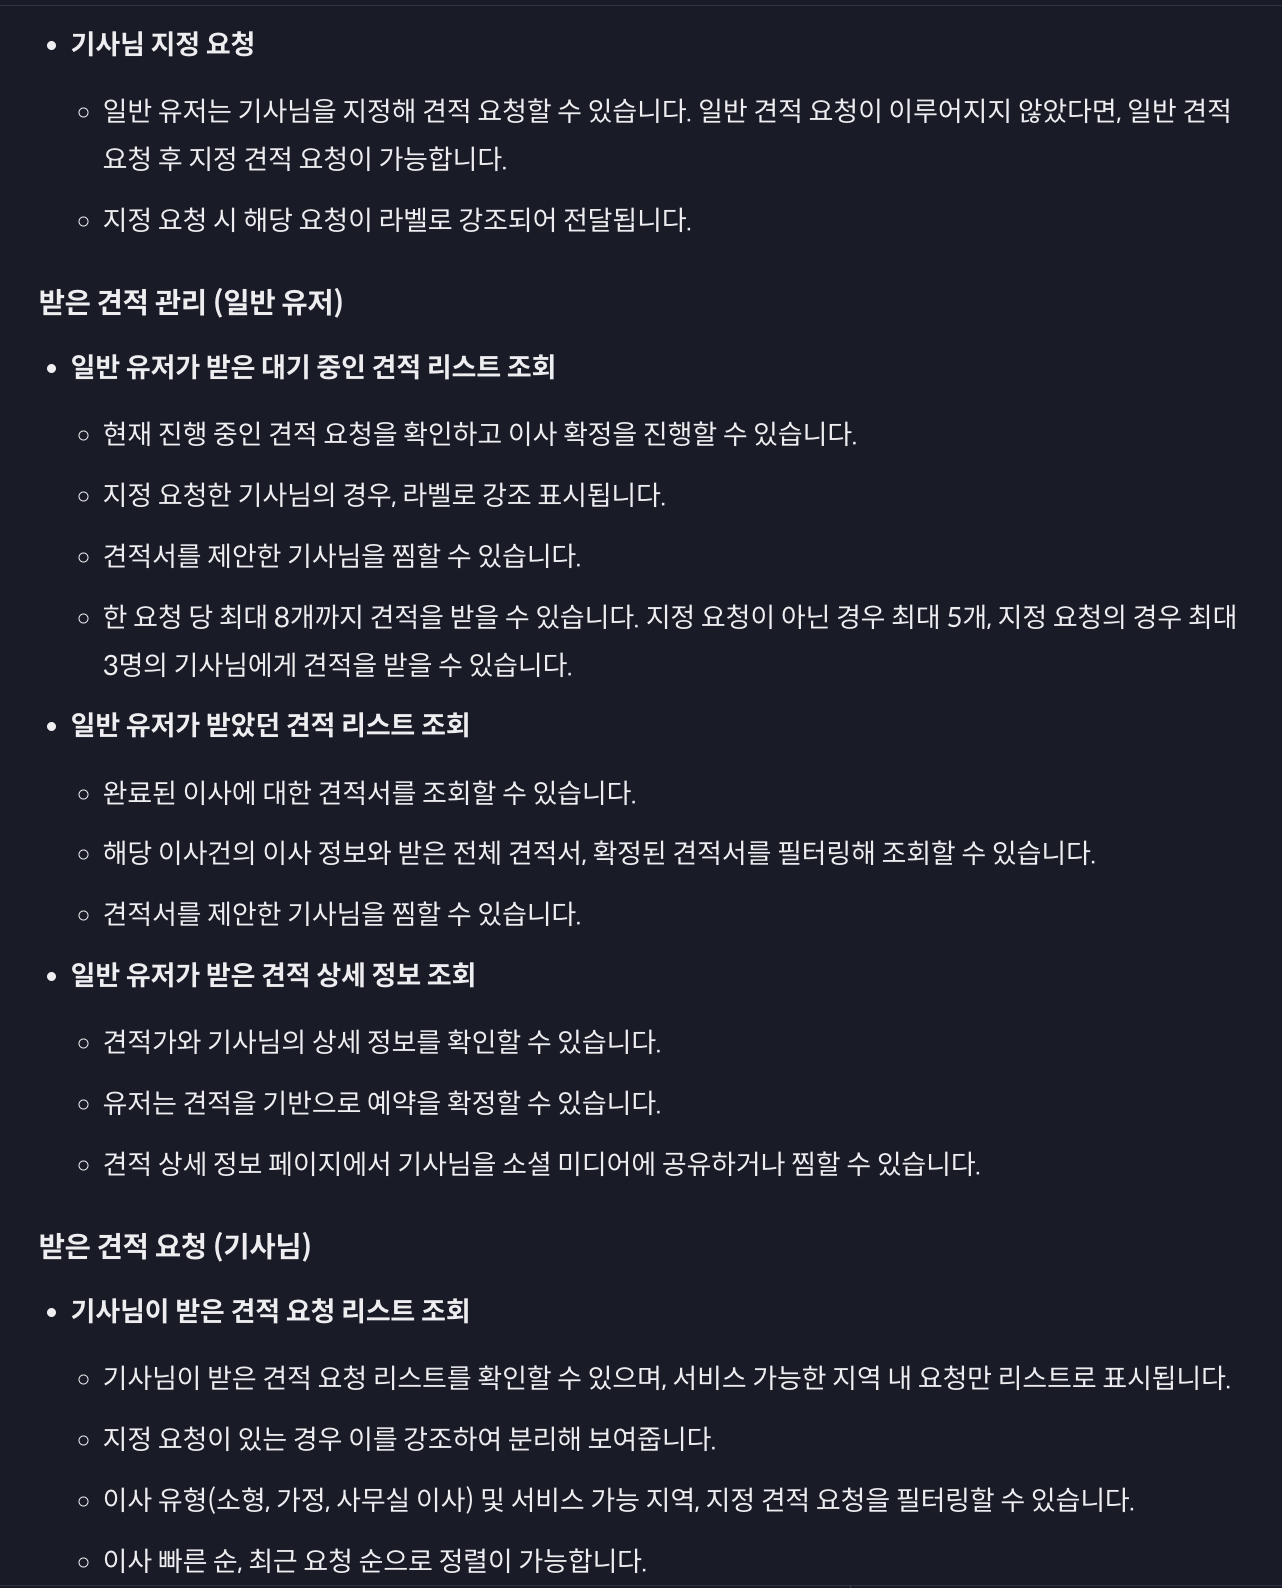 기사님 지정 요청
일반 유저는 기사님을 지정해 견적 요청할 수 있습니다. 일반 견적 요청이 이루어지지 않았다면, 일반 견적
요청 후 지정 견적 요청이 가능합니다.
지정 요청 시 해당 요청이 라벨로 강조되어 전달됩니다.
받은 견적 관리 (일반 유저)
일반 유저가 받은 대기 중인 견적 리스트 조회
현재 진행 중인 견적 요청을 확인하고 이사 확정을 진행할 수 있습니다.
지정 요청한 기사님의 경우, 라벨로 강조 표시됩니다.
견적서를 제안한 기사님을 찜할 수 있습니다.
한 요청 당 최대 8개까지 견적을 받을 수 있습니다. 지정 요청이 아닌 경우 최대 5개, 지정 요청의 경우 최대
3명의 기사님에게 견적을 받을 수 있습니다.
일반 유저가 받았던 견적 리스트 조회
완료된 이사에 대한 견적서를 조회할 수 있습니다.
해당 이사건의 이사 정보와 받은 전체 견적서, 확정된 견적서를 필터링해 조회할 수 있습니다.
견적서를 제안한 기사님을 찜할 수 있습니다.
일반 유저가 받은 견적 상세 정보 조회
견적가와 기사님의 상세 정보를 확인할 수 있습니다.
유저는 견적을 기반으로 예약을 확정할 수 있습니다.
견적 상세 정보 페이지에서 기사님을 소셜 미디어에 공유하거나 찜할 수 있습니다.
받은 견적 요청 (기사님)
기사님이 받은 견적 요청 리스트 조회
기사님이 받은 견적 요청 리스트를 확인할 수 있으며, 서비스 가능한 지역 내 요청만 리스트로 표시됩니다.
지정 요청이 있는 경우 이를 강조하여 분리해 보여줍니다.
이사 유형(소형, 가정, 사무실 이사) 및 서비스 가능 지역, 지정 견적 요청을 필터링할 수 있습니다.
이사 빠른 순, 최근 요청 순으로 정렬이 가능합니다.